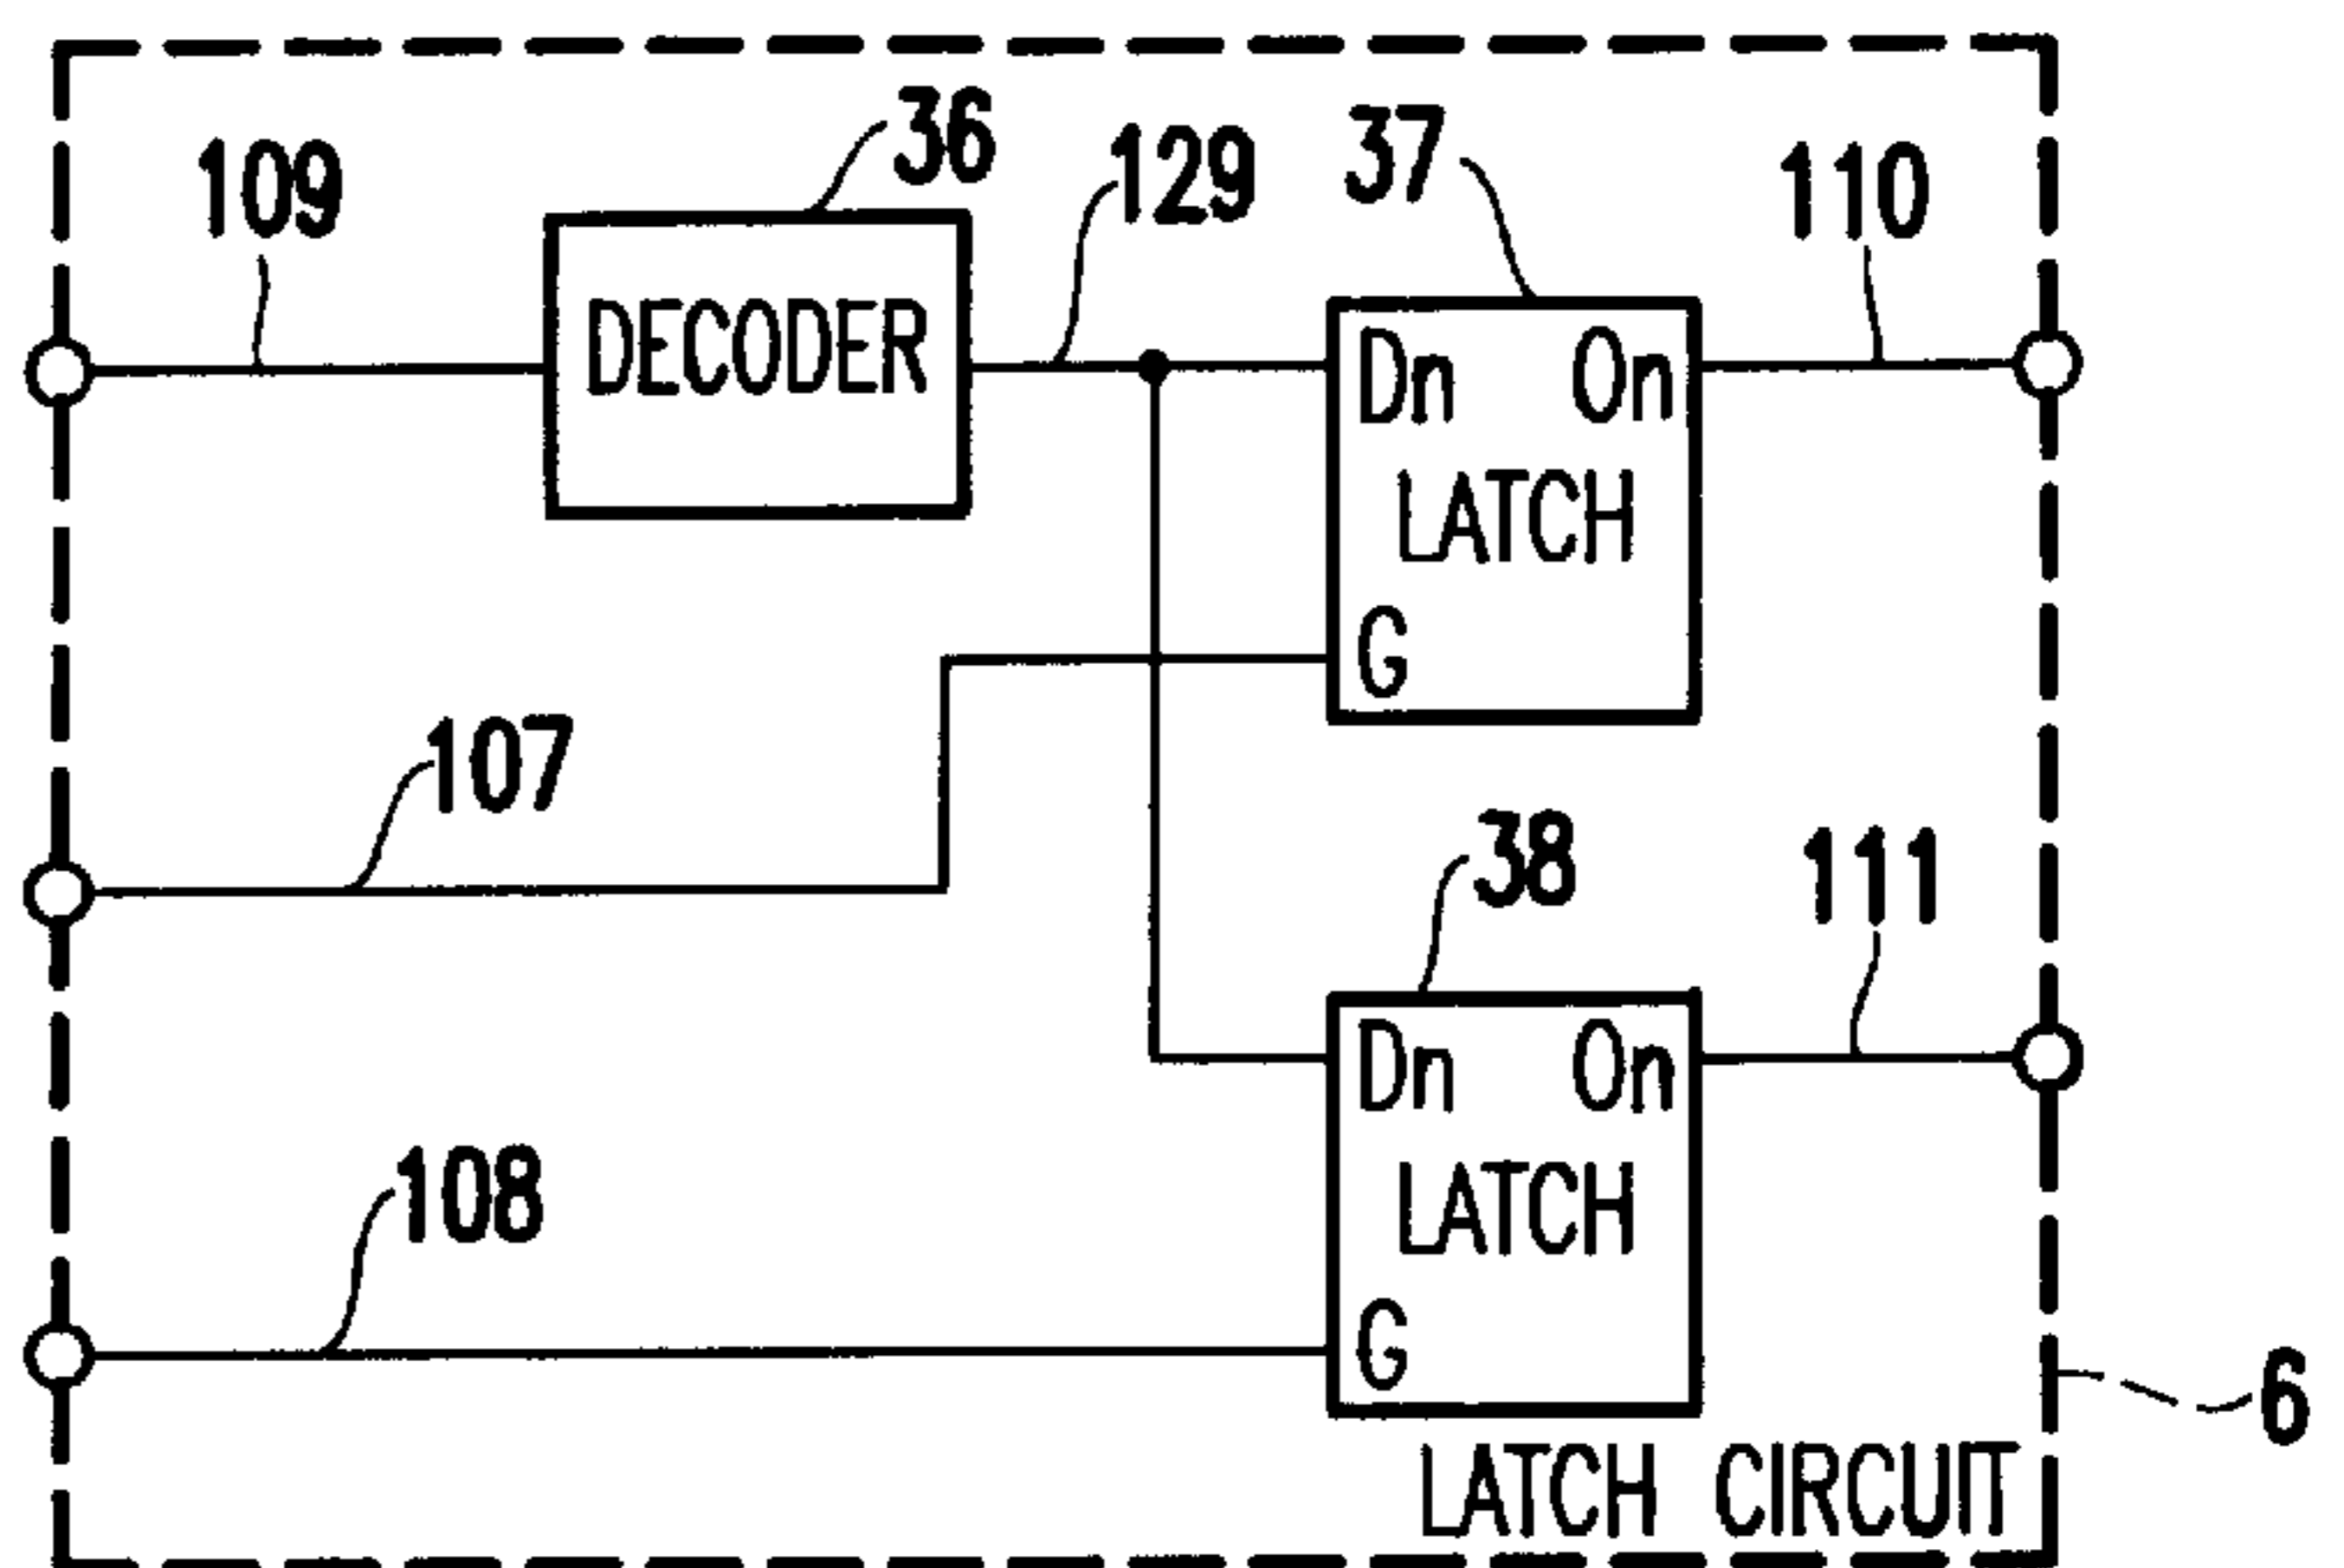 36
109
129
37
110
DECODER
Dn On
LATCH
G
107
38
111
Dn On
LATCH
108
G
6
LATCH CIRCUIT